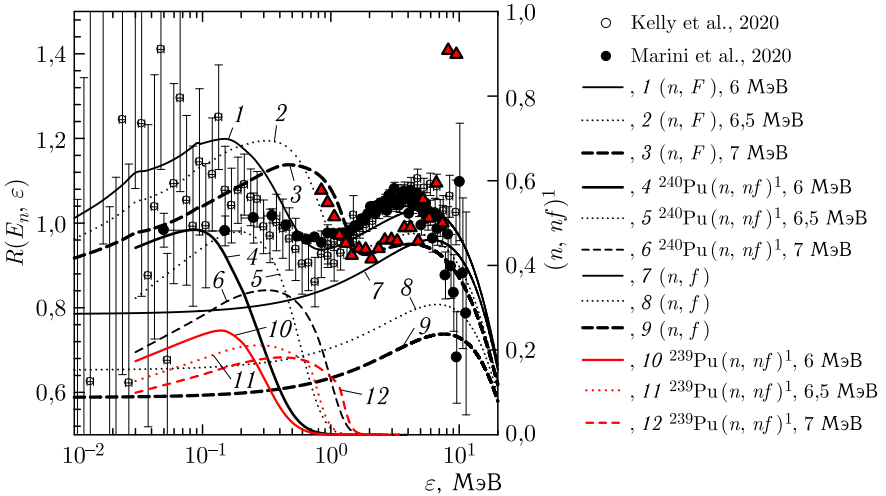 1,4
1,2
1,0
0,8
0,6
R(Eₙ, ε)
1,0
0,8
0,6
0,4
0,2
0,0
(n, nf)¹
10⁻²
10⁻¹
10⁰
10¹
ε, МэВ
1
2
3
4
5
6
7
8
9
10
11
12
Kelly et al., 2020
Marini et al., 2020
, 1 (n, F), 6 МэВ
, 2 (n, F), 6,5 МэВ
, 3 (n, F), 7 МэВ
, 4 ²⁴⁰Pu(n, nf)¹, 6 МэВ
, 5 ²⁴⁰Pu(n, nf)¹, 6,5 МэВ
, 6 ²⁴⁰Pu(n, nf)¹, 7 МэВ
, 7 (n, f)
, 8 (n, f)
, 9 (n, f)
, 10 ²³⁹Pu(n, nf)¹, 6 МэВ
, 11 ²³⁹Pu(n, nf)¹, 6,5 МэВ
, 12 ²³⁹Pu(n, nf)¹, 7 МэВ